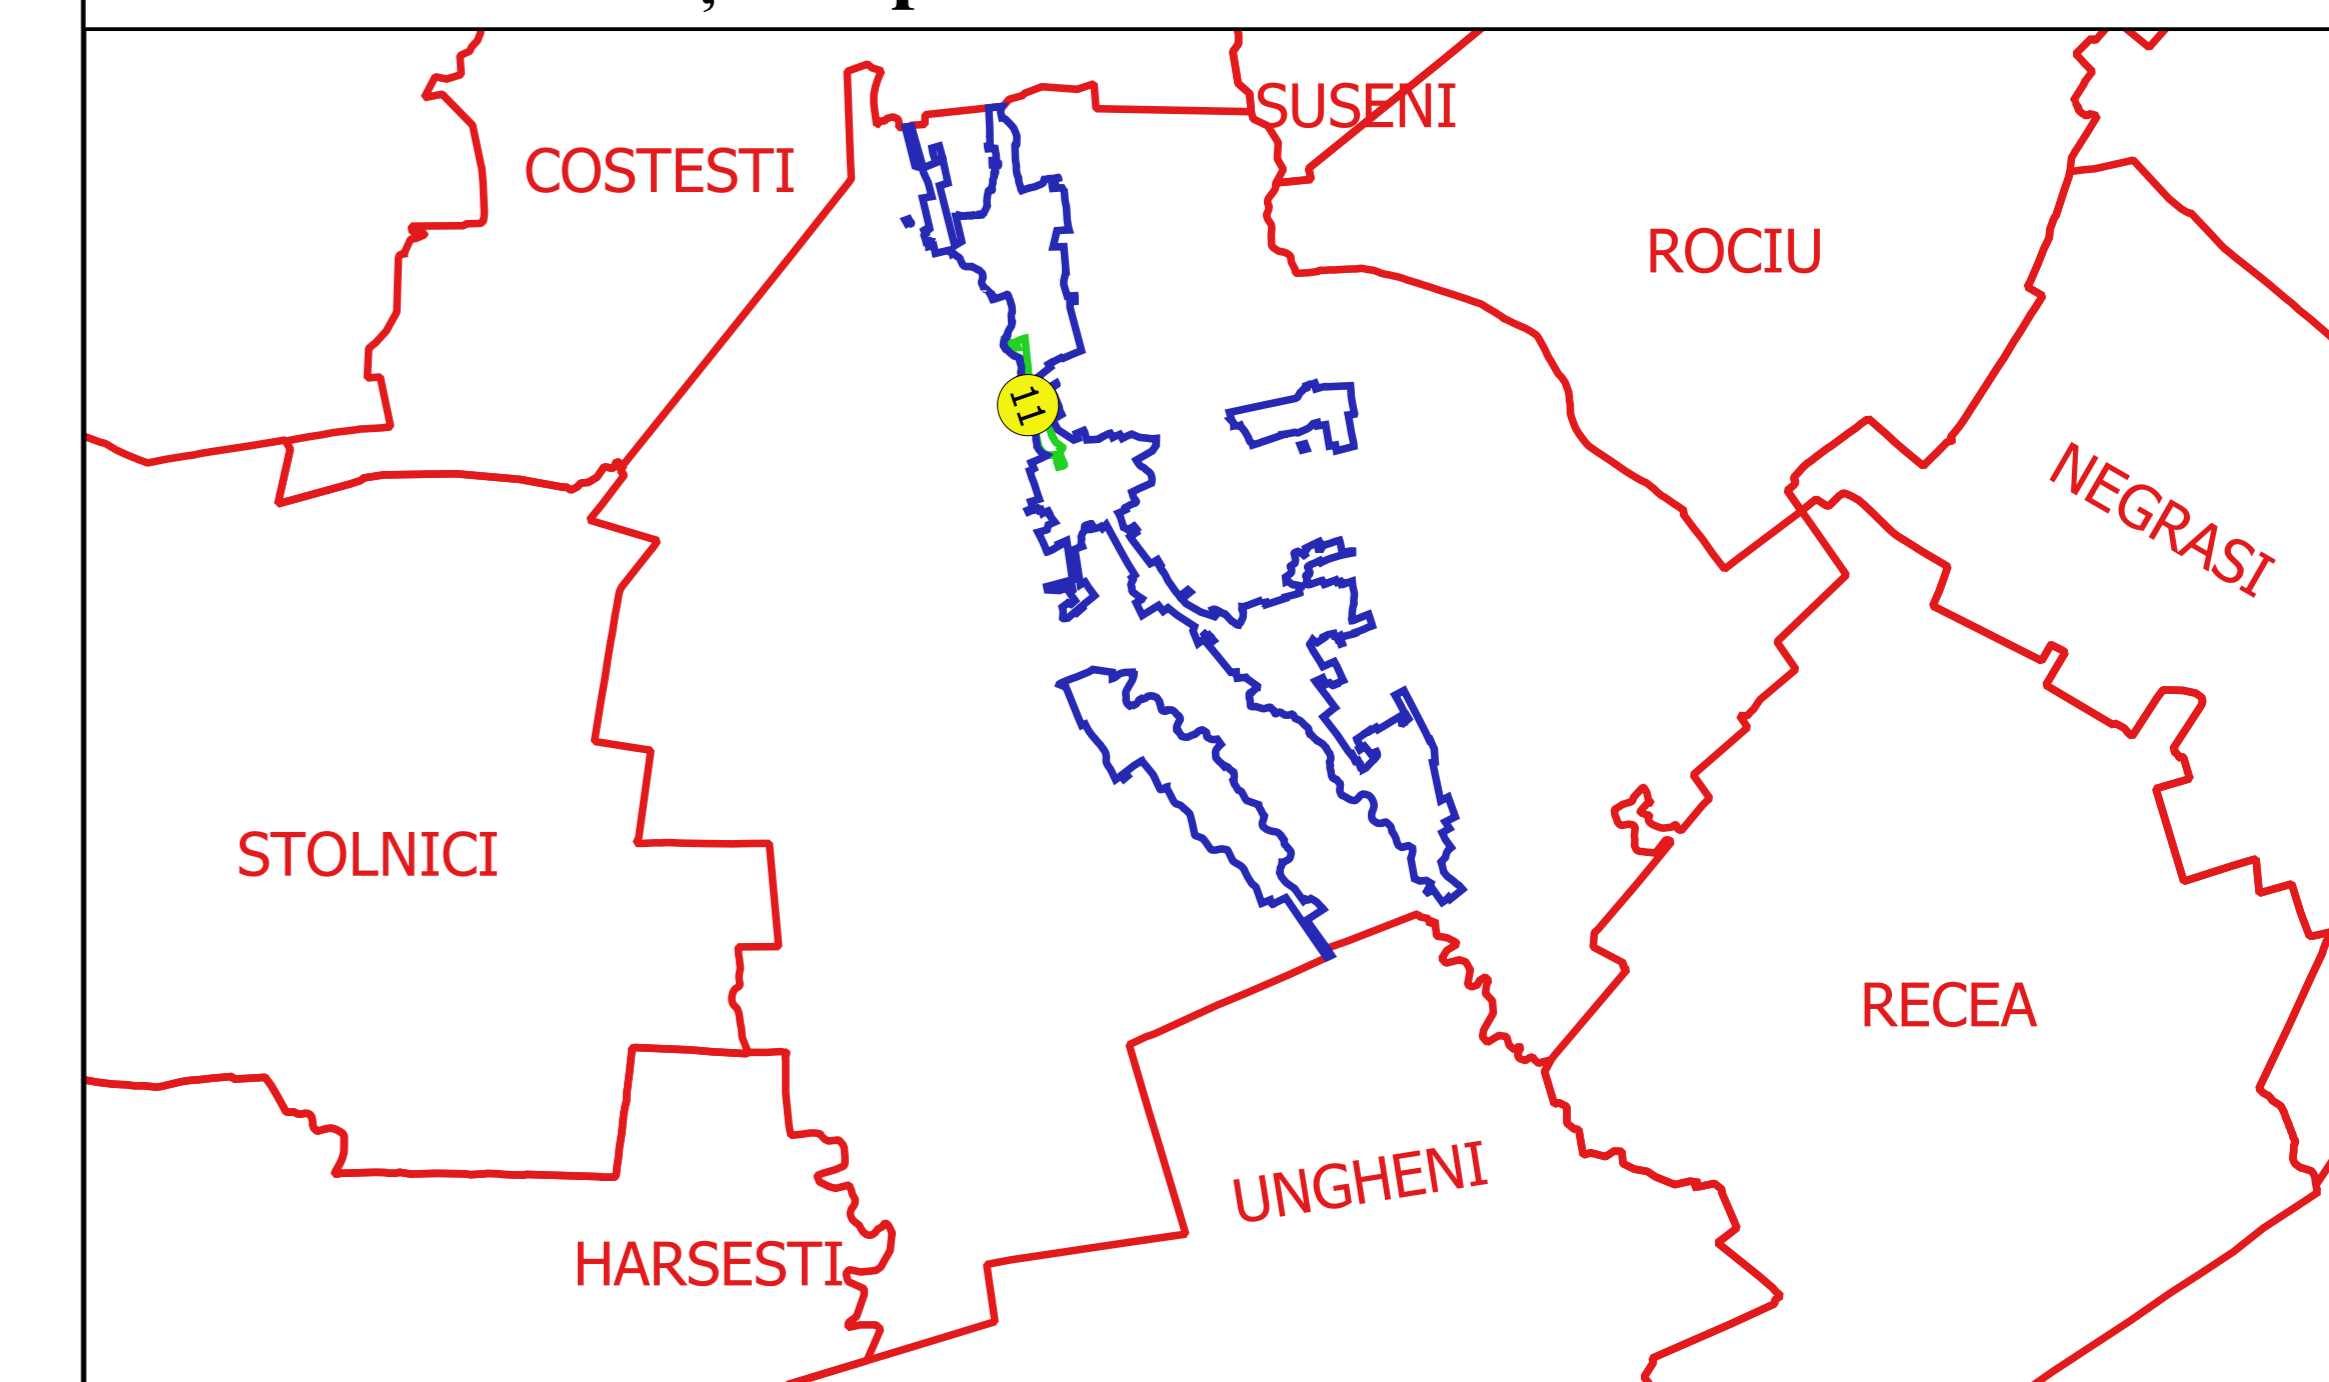 SUSENI
COSTESTI
ROCIU
11
NEGRASI
STOLNICI
RECEA
UNGHENI
HARSESTI